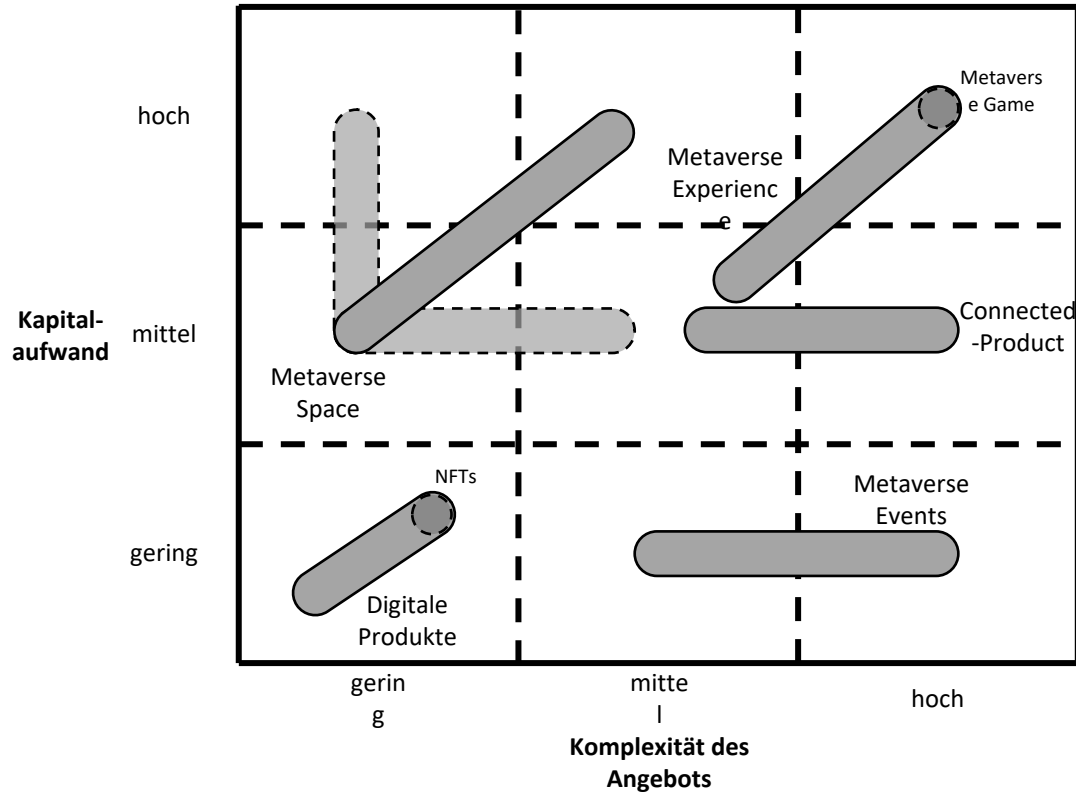 hoch
Metavers
e Game
Metaverse
Experienc
e
Kapital-
aufwand
mittel
Connected
-Product
Metaverse
Space
NFTs
Metaverse
Events
gering
Digitale
Produkte
gerin
g
mitte
l
hoch
Komplexität des
Angebots